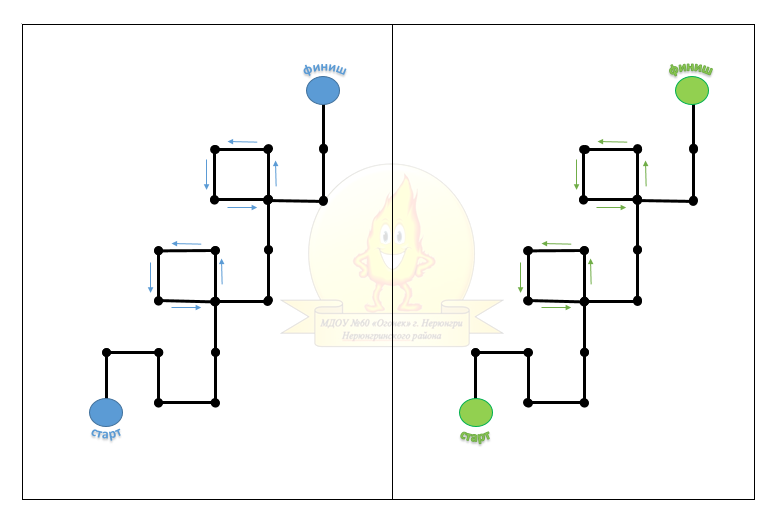 финиш
финиш
МДОУ №60 «Огонек» г. Нерюнгри
Нерюнгринского района
старт
старт